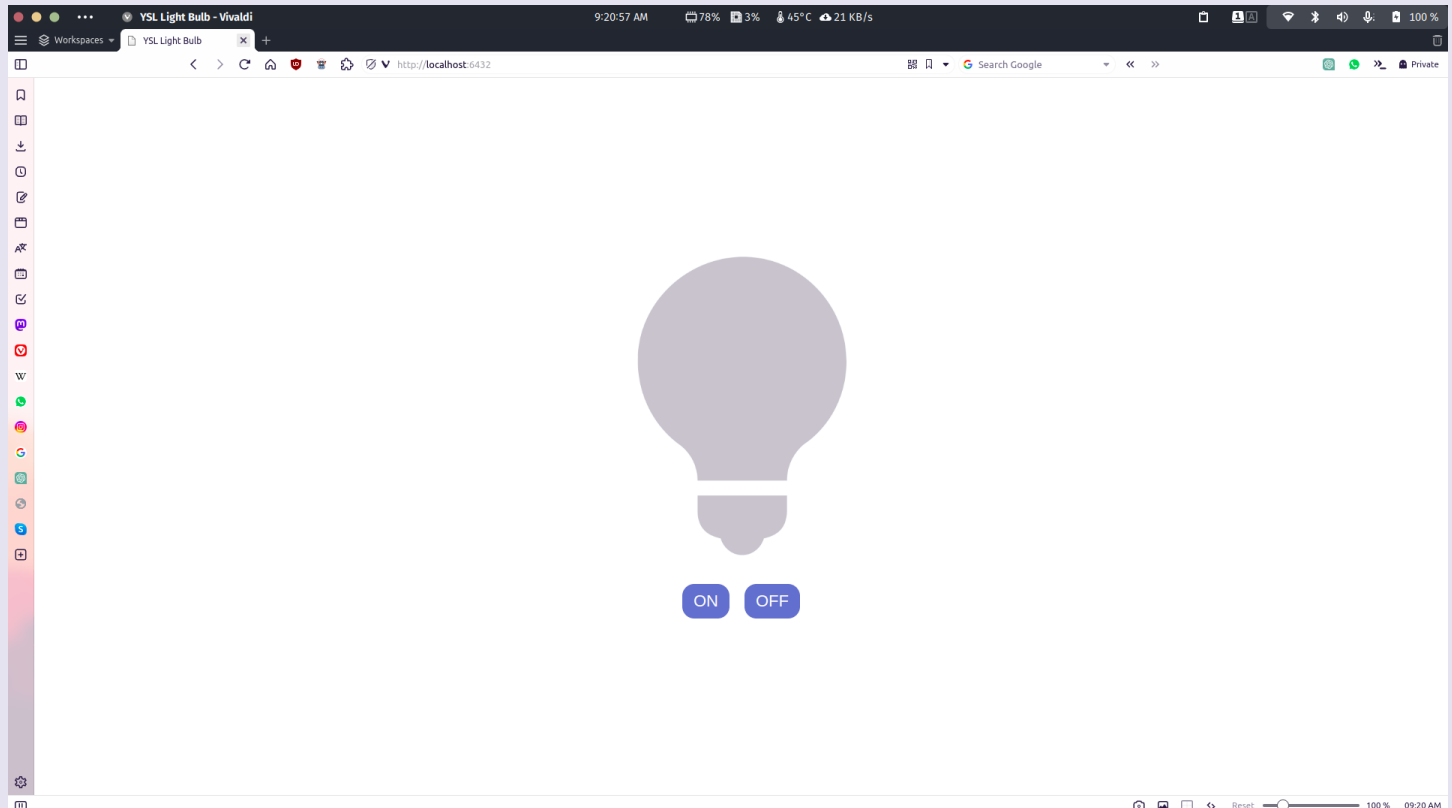 YSL Light Bulb - Vivaldi 9:20:57 AM 78% 3% 45°C 21 KB/s 1 A 100 %
Workspaces YSL Light Bulb
http://localhost:6432 Search Google Private
ON OFF
Reset 100 % 09:20 AM